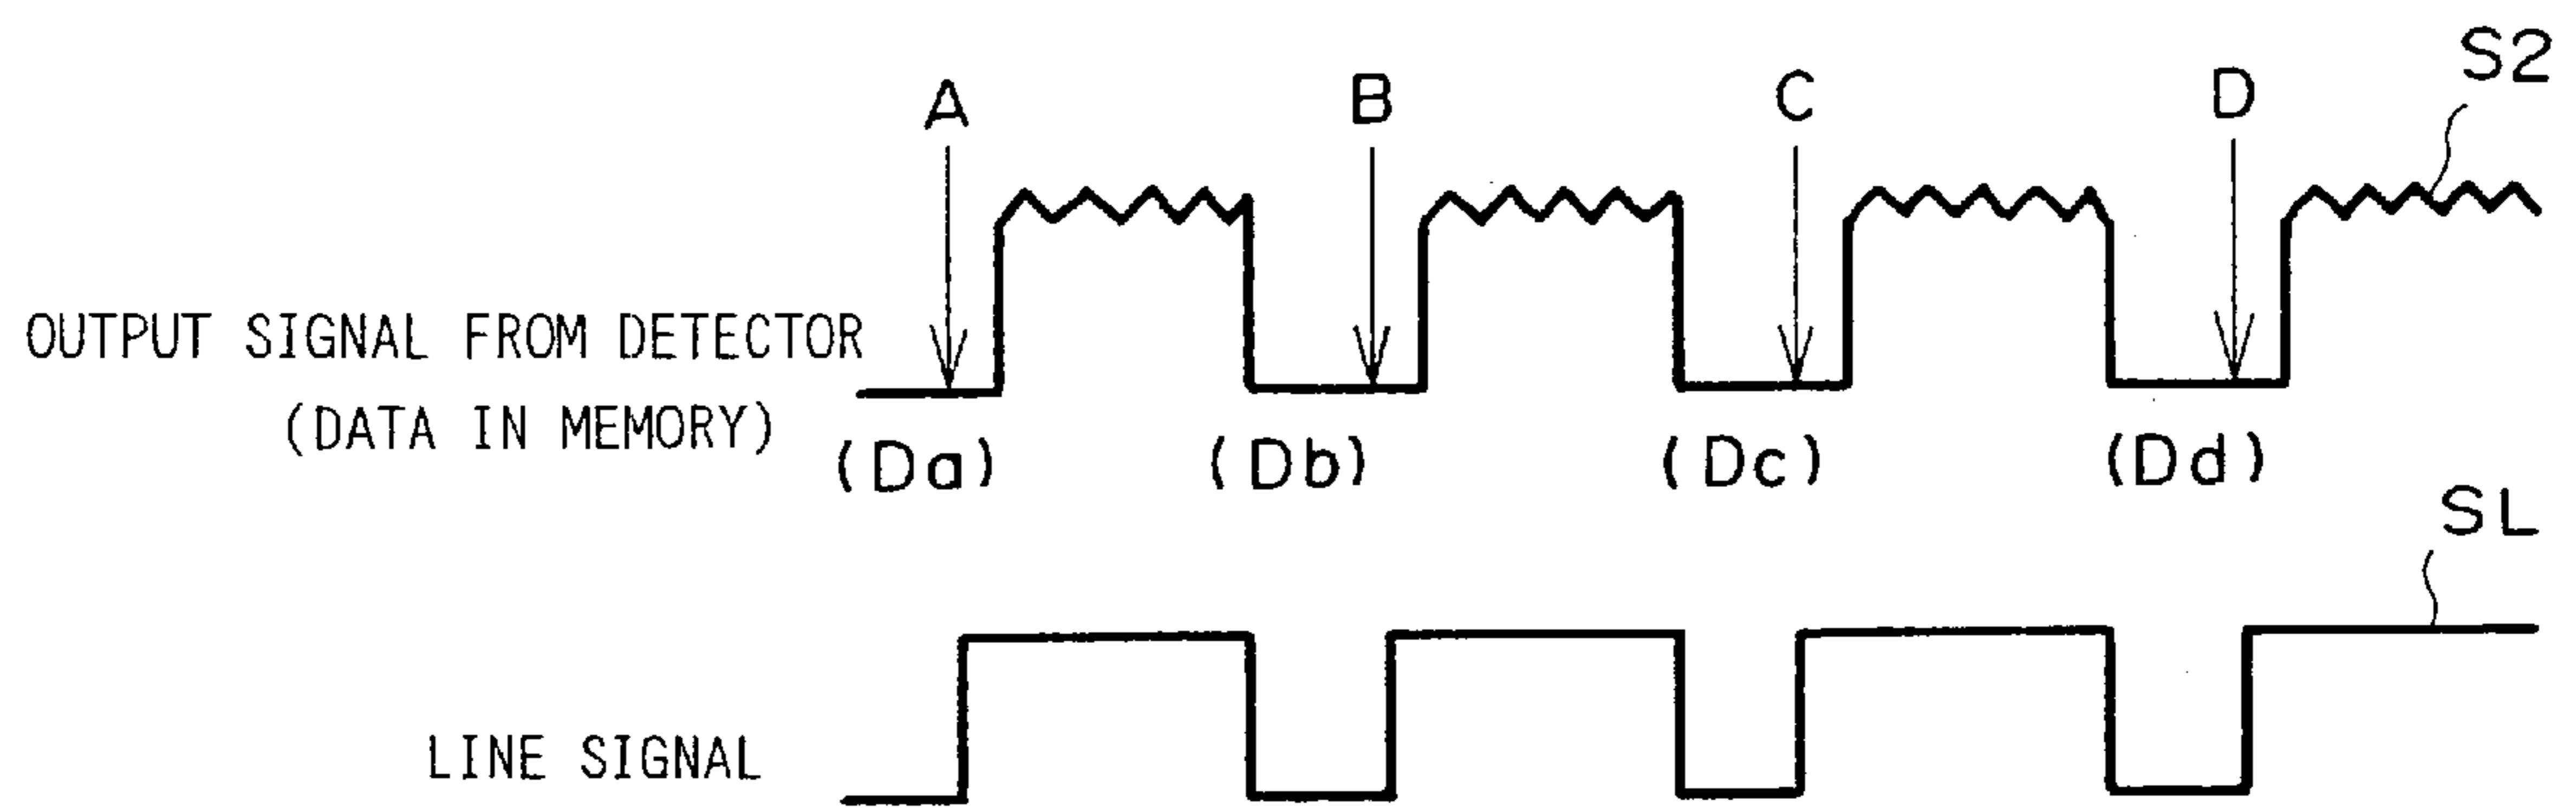 S2
A B C D
OUTPUT SIGNAL FROM DETECTOR
(DATA IN MEMORY)
(Da) (Db) (Dc) (Dd)
SL
LINE SIGNAL